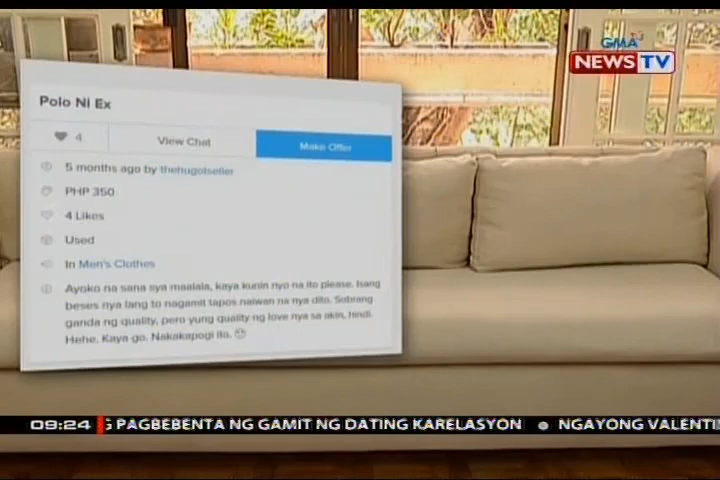 GMA
NEWS TV
Polo Ni Ex
4
View Chat
Make Offer
5 months ago by thehugotseller
PHP 350
4 Likes
Used
In Men's Clothes
Ayoko na sana sya maalala, kaya kunin nyo na ito please. Isang
beses nya lang to nagamit tapos naiwan na nya dito. Sobrang
ganda ng quality, pero yung quality ng love nya sa akin, hindi.
Hehe. Kaya go. Nakakapogi ito.
09:24
G PAGBEBENTA NG GAMIT NG DATING KARELASYON ● NGAYONG VALENTI